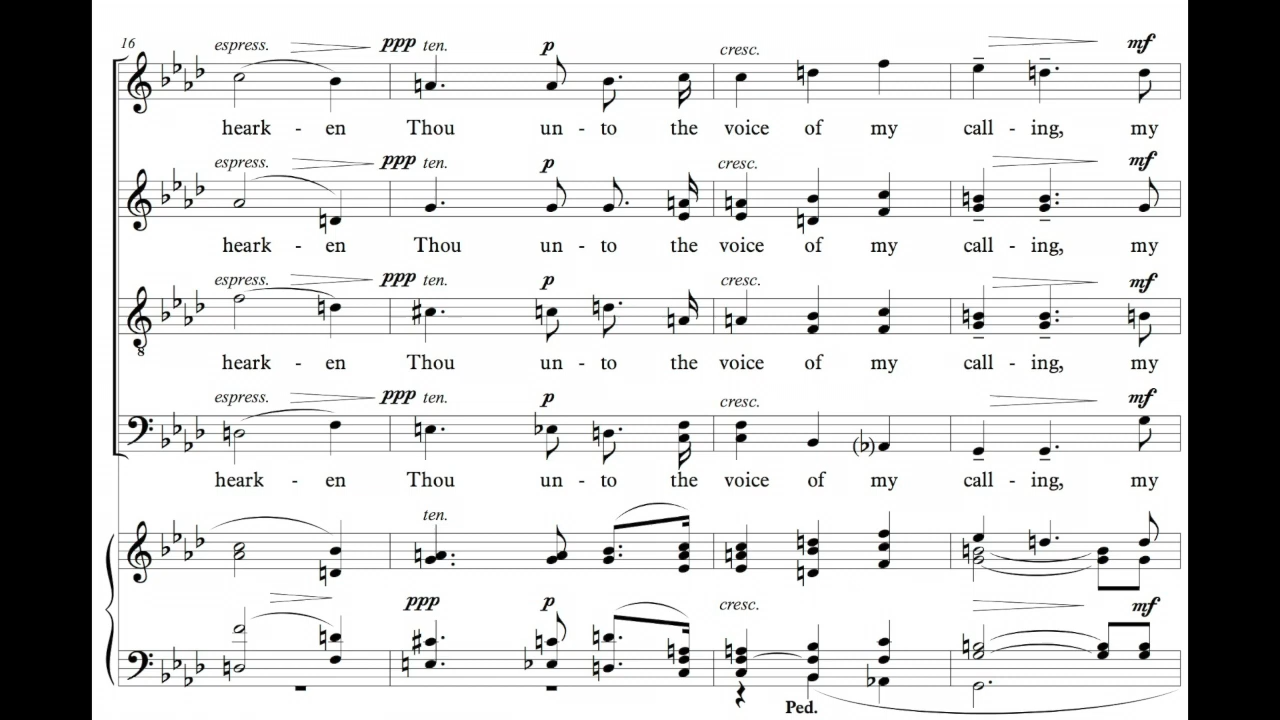 16
espress. ppp ten. p cresc. mf
heark - en Thou un - to the voice of my call - ing, my
espress. ppp ten. p cresc. mf
heark - en Thou un - to the voice of my call - ing, my
espress. ppp ten. p cresc. mf
8
heark - en Thou un - to the voice of my call - ing, my
espress. ppp ten. p cresc. mf
heark - en Thou un - to the voice of my call - ing, my
ten.
ppp p cresc. mf
Ped.